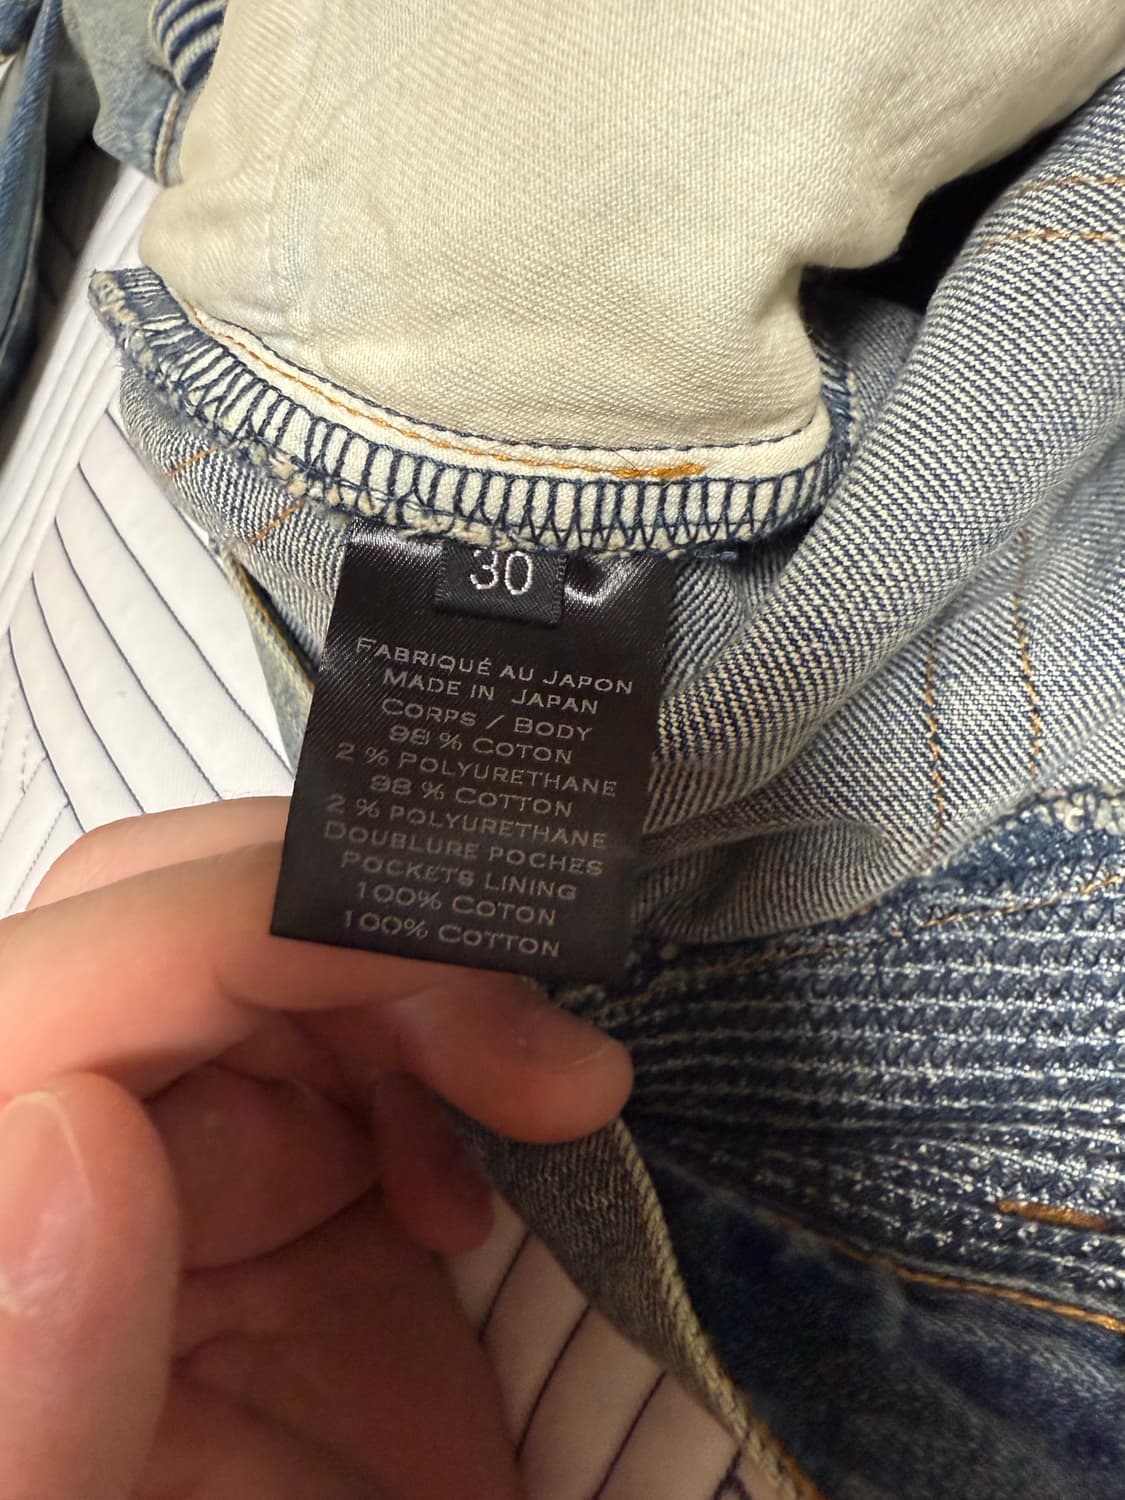 30
FABRIQUÉ AU JAPON
MADE IN JAPAN
CORPS / BODY
98 % COTON
2 % POLYURETHANE
98 % COTTON
2 % POLYURETHANE
DOUBLURE POCHES
POCKETS LINING
100% COTON
100% COTTON